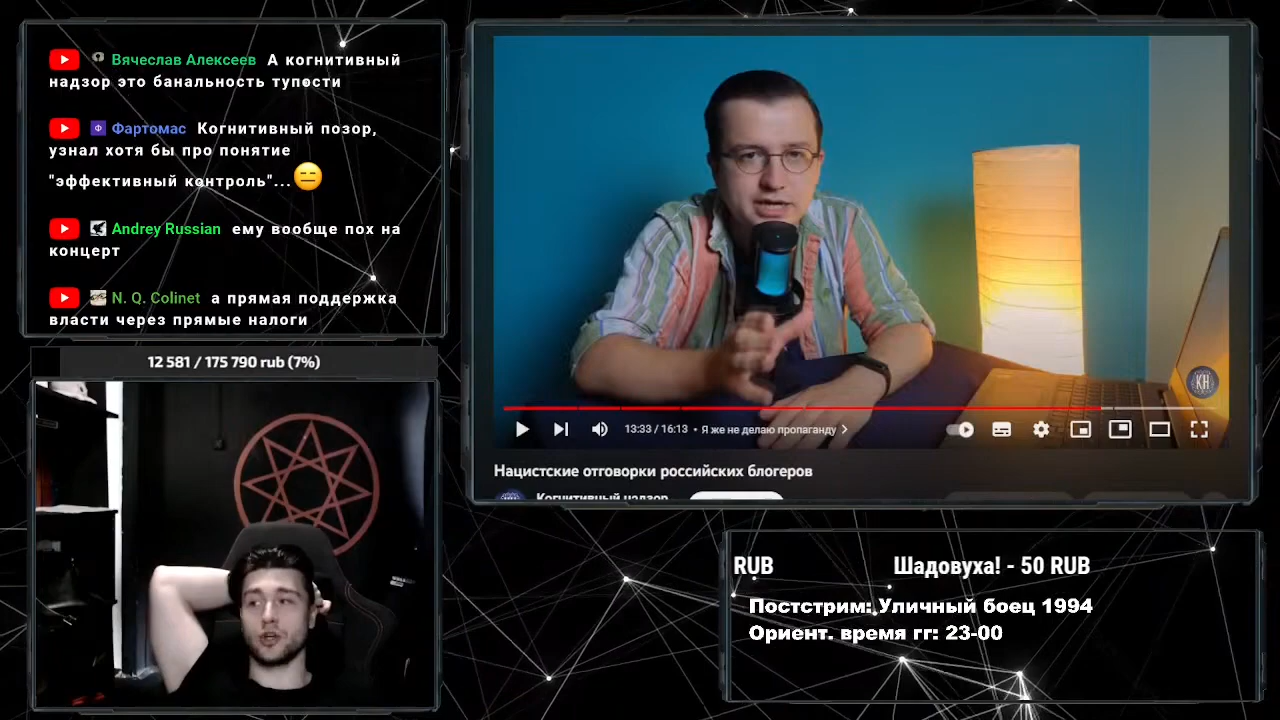 Вячеслав Алексеев А когнитивный
надзор это банальность тупости
Фартомас Когнитивный позор,
узнал хотя бы про понятие
"эффективный контроль"...
Andrey Russian ему вообще пох на
концерт
N. Q. Colinet а прямая поддержка
власти через прямые налоги
12 581 / 175 790 rub (7%)
КН
13:33 / 16:13 • Я же не делаю пропаганду
Нацистские отговорки российских блогеров
Когнитивный надзор
RUB Шадовуха! - 50 RUB
Постстрим: Уличный боец 1994
Ориент. время гг: 23-00